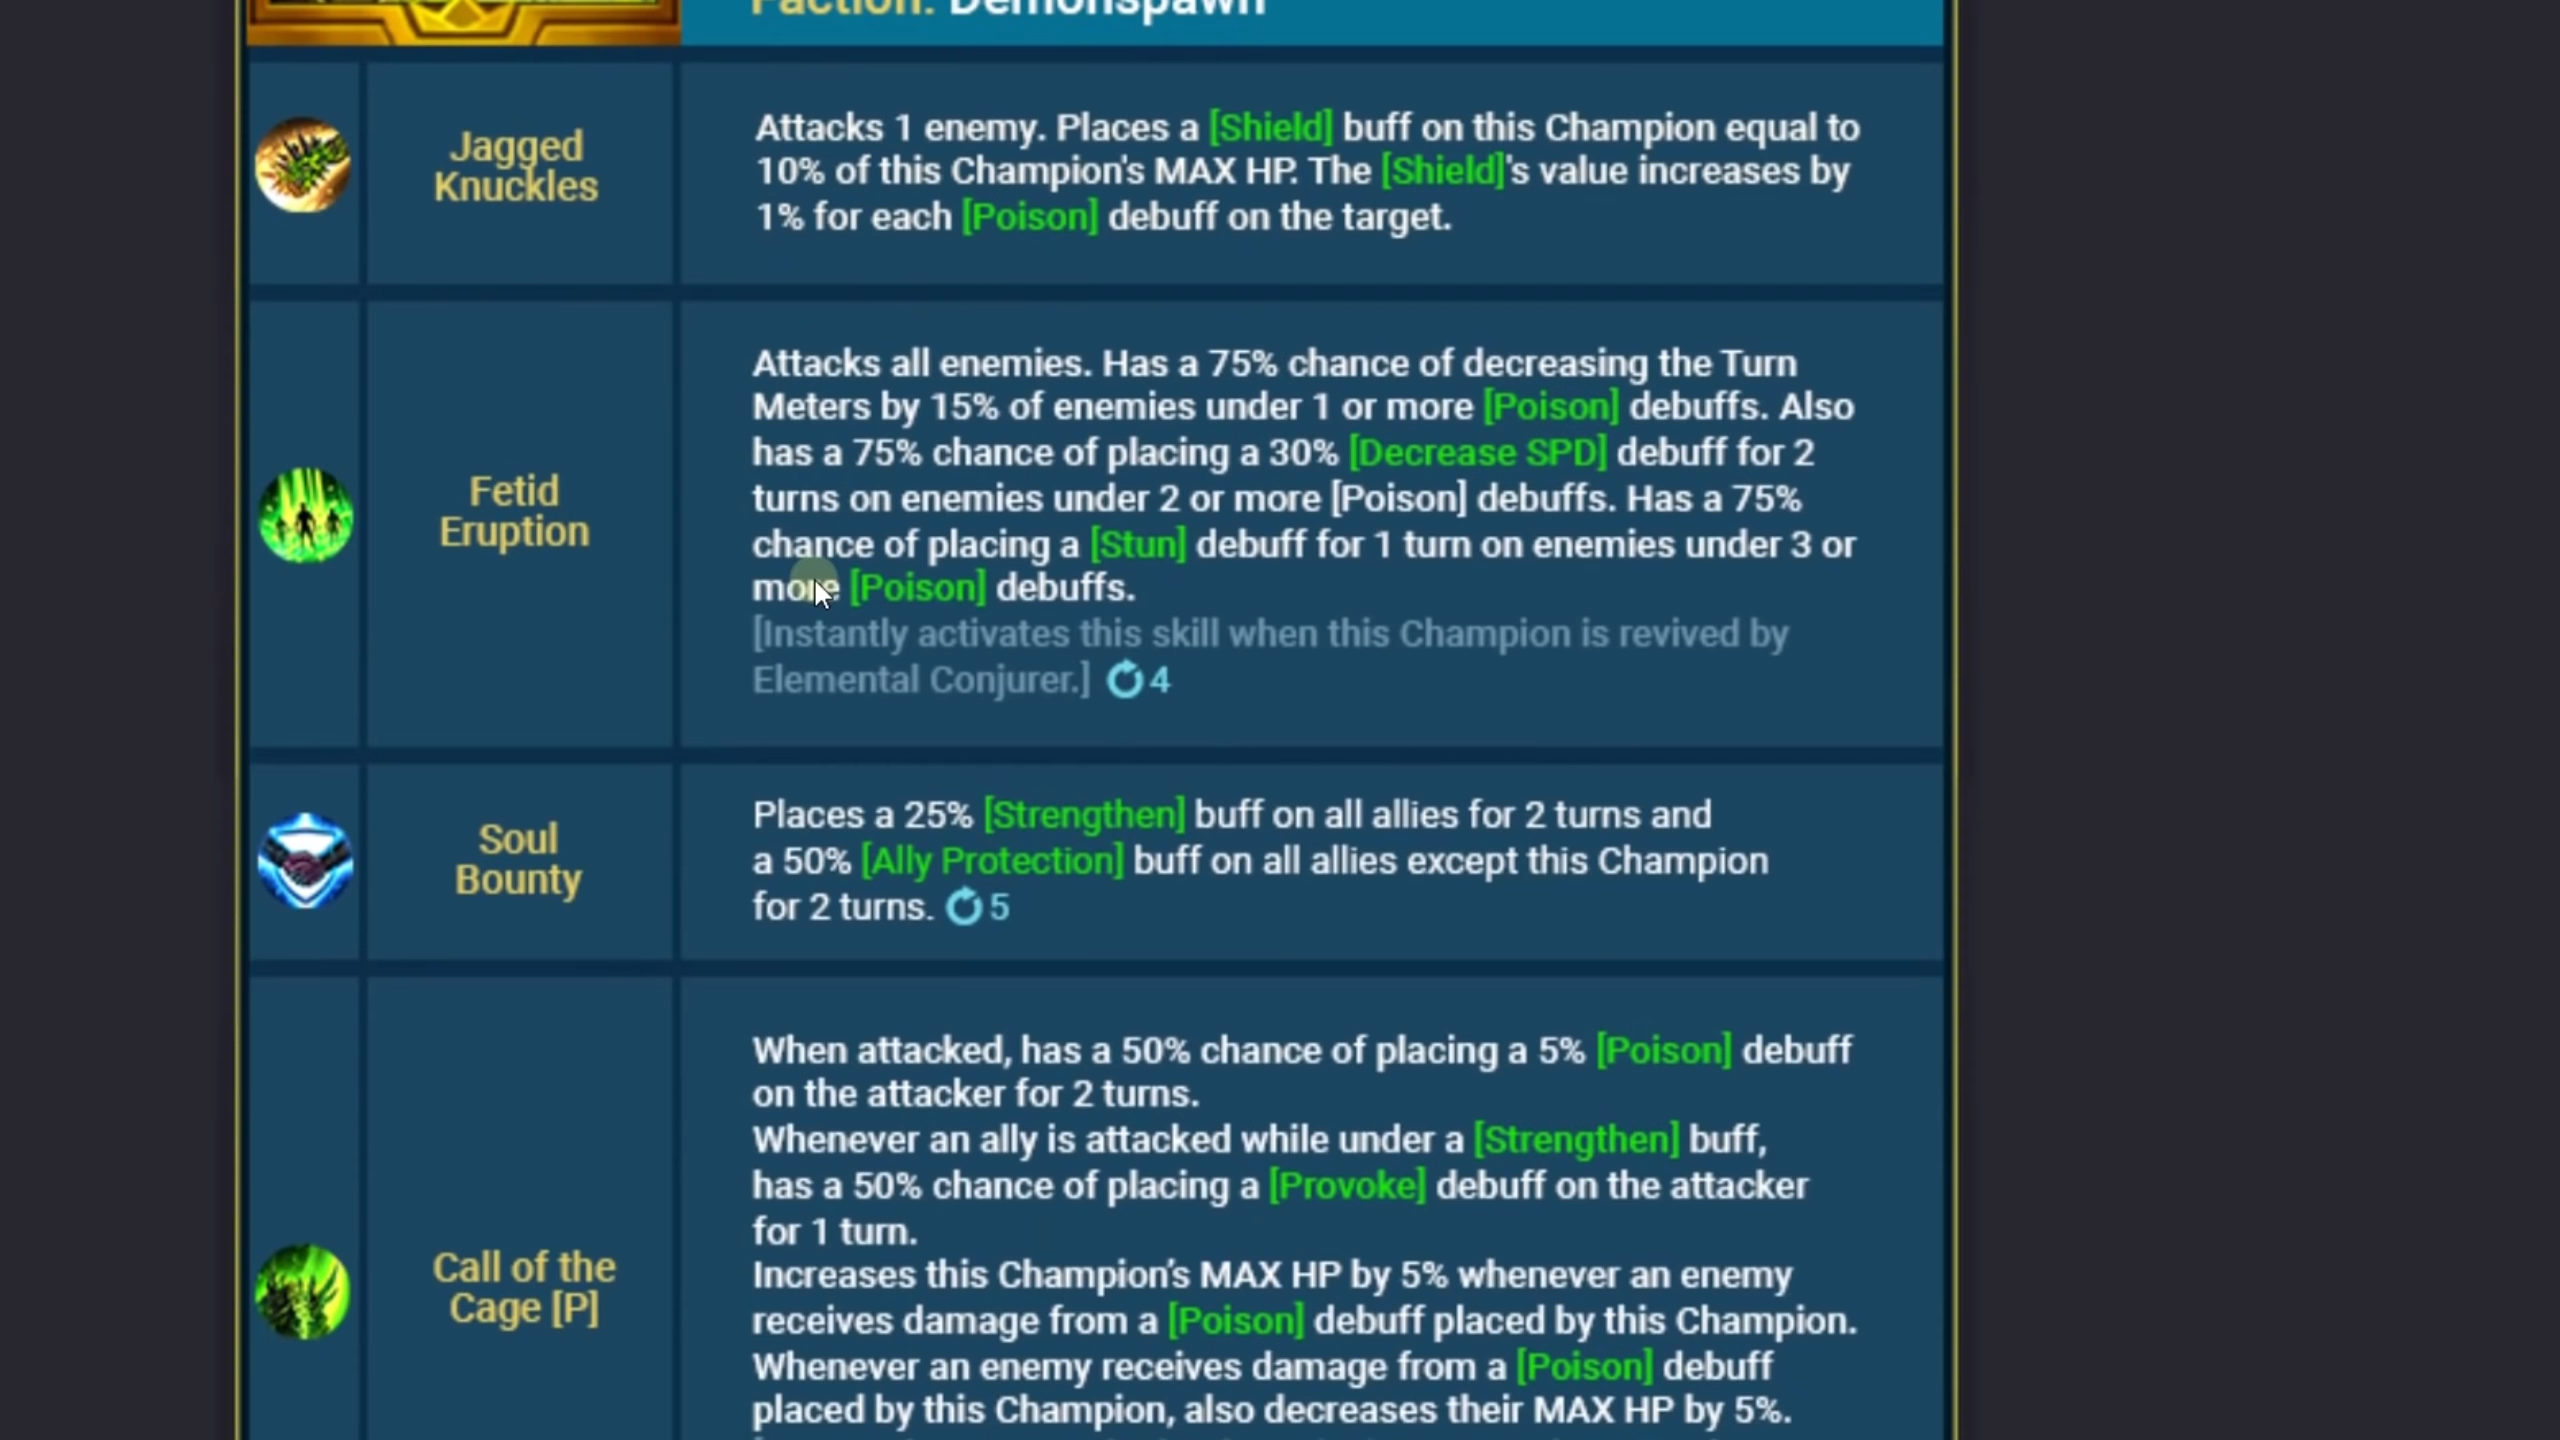 Faction: Demonspawn
Jagged
Knuckles
Attacks 1 enemy. Places a [Shield] buff on this Champion equal to
10% of this Champion's MAX HP. The [Shield]'s value increases by
1% for each [Poison] debuff on the target.
Fetid
Eruption
Attacks all enemies. Has a 75% chance of decreasing the Turn
Meters by 15% of enemies under 1 or more [Poison] debuffs. Also
has a 75% chance of placing a 30% [Decrease SPD] debuff for 2
turns on enemies under 2 or more [Poison] debuffs. Has a 75%
chance of placing a [Stun] debuff for 1 turn on enemies under 3 or
more [Poison] debuffs.
[Instantly activates this skill when this Champion is revived by
Elemental Conjurer.] 4
Soul
Bounty
Places a 25% [Strengthen] buff on all allies for 2 turns and
a 50% [Ally Protection] buff on all allies except this Champion
for 2 turns. 5
Call of the
Cage [P]
When attacked, has a 50% chance of placing a 5% [Poison] debuff
on the attacker for 2 turns.
Whenever an ally is attacked while under a [Strengthen] buff,
has a 50% chance of placing a [Provoke] debuff on the attacker
for 1 turn.
Increases this Champion’s MAX HP by 5% whenever an enemy
receives damage from a [Poison] debuff placed by this Champion.
Whenever an enemy receives damage from a [Poison] debuff
placed by this Champion, also decreases their MAX HP by 5%.